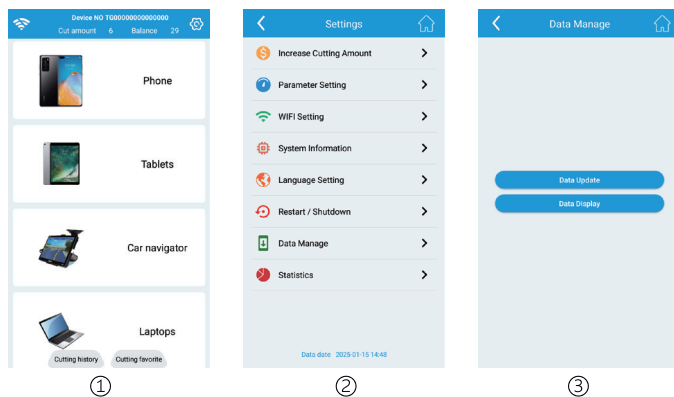 Device NO TG00000000000000
Cut amount 6 Balance 29
Phone
Tablets
Car navigator
Laptops
Cutting history Cutting favorite
①
Settings
Increase Cutting Amount
Parameter Setting
WIFI Setting
System Information
Language Setting
Restart / Shutdown
Data Manage
Statistics
Data date 2025-01-15 14:48
②
Data Manage
Data Update
Data Display
③